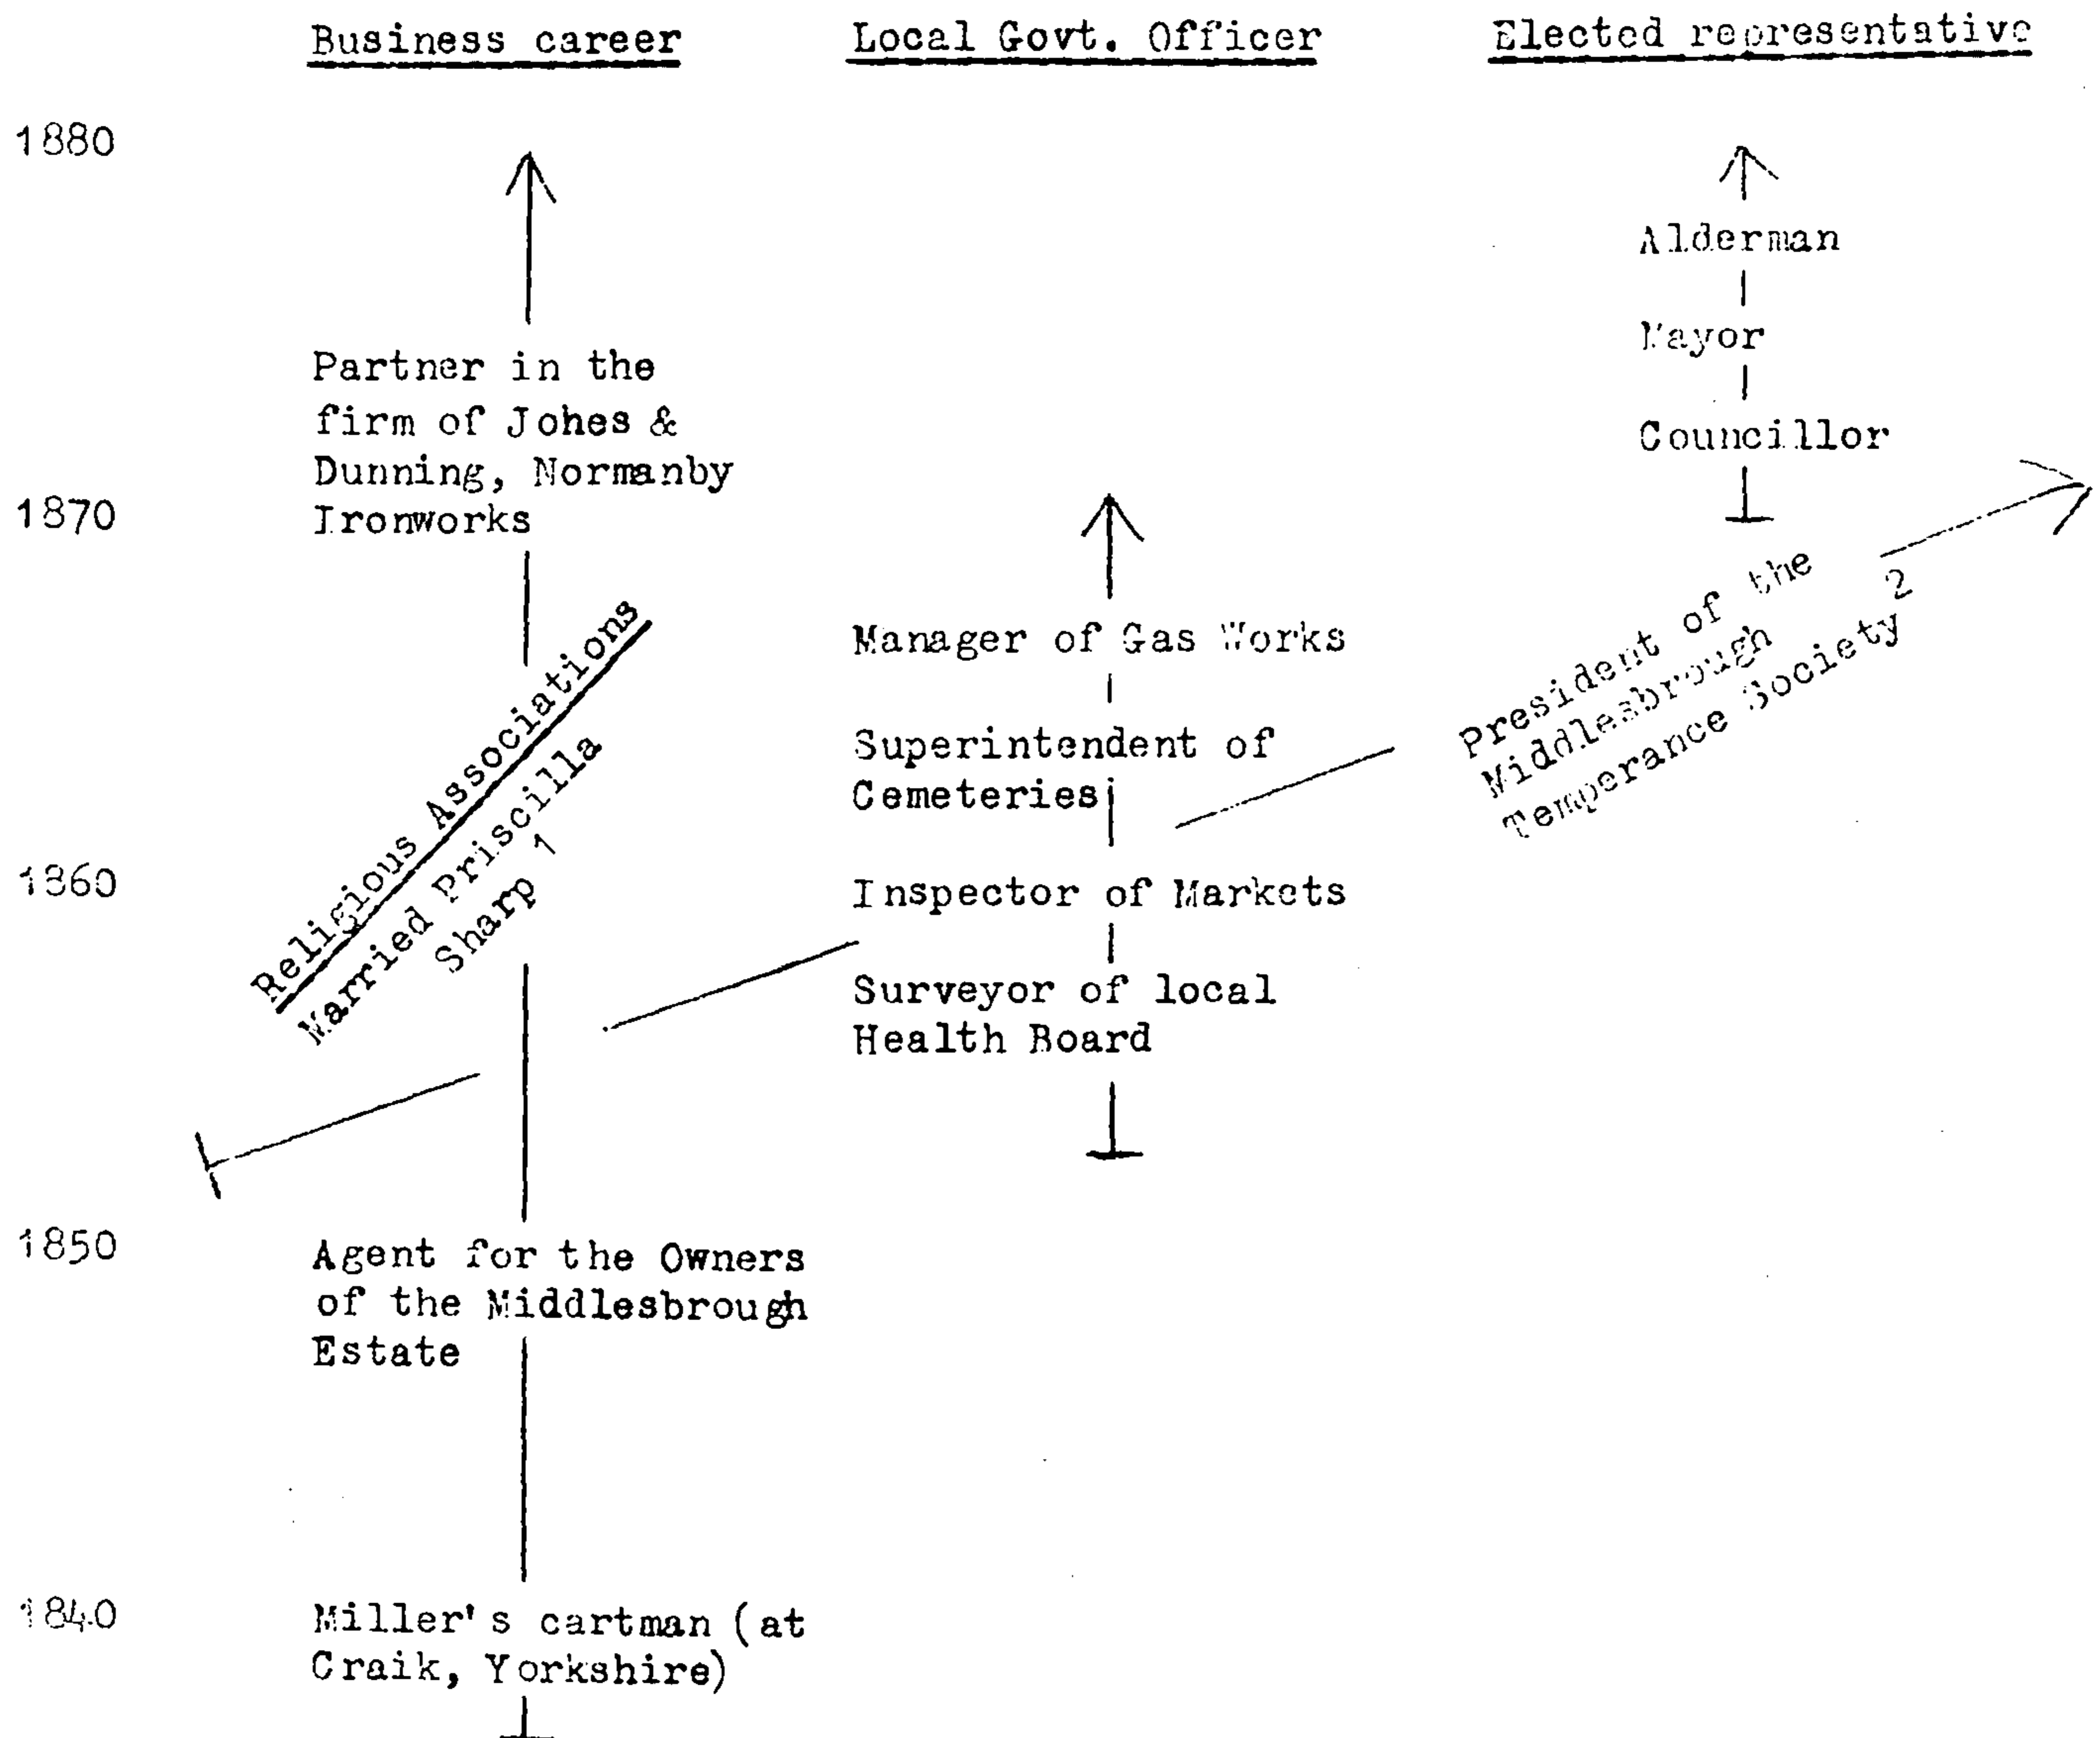 Business career
Local Govt. Officer
Elected representative
1880
Alderman
Mayor
Partner in the
firm of Johes &
Dunning, Normanby
Ironworks
Councillor
1870
Manager of Gas Works
President of the
Middlesbrough
Temperance Society 2
Religious Associations
Married Priscilla
Sharp 1
Superintendent of
Cemeteries
1860
Inspector of Markets
Surveyor of local
Health Board
1850
Agent for the Owners
of the Middlesbrough
Estate
1840
Miller's cartman (at
Craik, Yorkshire)